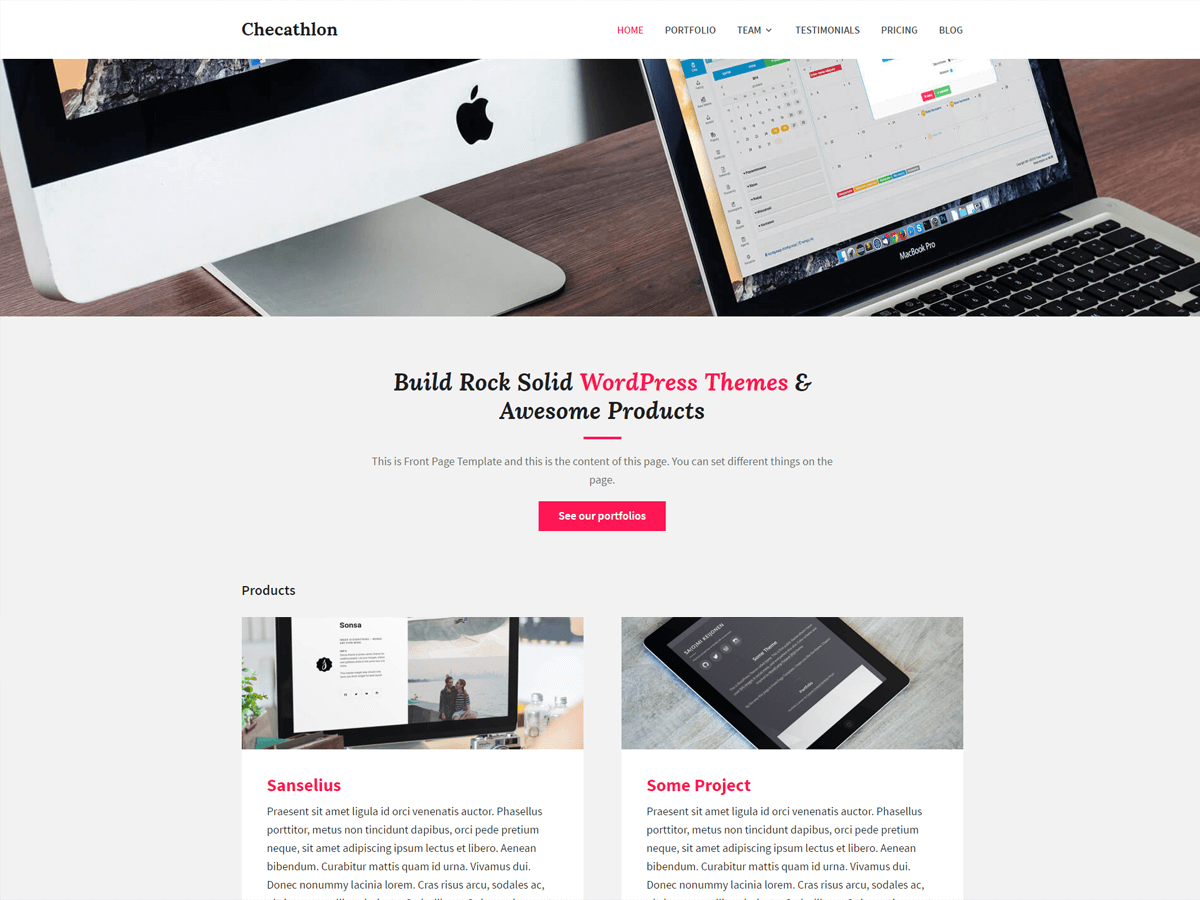 Checathlon
HOME PORTFOLIO TEAM TESTIMONIALS PRICING BLOG
MacBook Pro
Build Rock Solid WordPress Themes &
Awesome Products
This is Front Page Template and this is the content of this page. You can set different things on the
page.
See our portfolios
Products
Sonsa
SALOMI KEIJONEN
Some Theme
Portfolio
Sanselius
Praesent sit amet ligula id orci venenatis auctor. Phasellus
porttitor, metus non tincidunt dapibus, orci pede pretium
neque, sit amet adipiscing ipsum lectus et libero. Aenean
bibendum. Curabitur mattis quam id urna. Vivamus dui.
Donec nonummy lacinia lorem. Cras risus arcu, sodales ac,
Some Project
Praesent sit amet ligula id orci venenatis auctor. Phasellus
porttitor, metus non tincidunt dapibus, orci pede pretium
neque, sit amet adipiscing ipsum lectus et libero. Aenean
bibendum. Curabitur mattis quam id urna. Vivamus dui.
Donec nonummy lacinia lorem. Cras risus arcu, sodales ac,